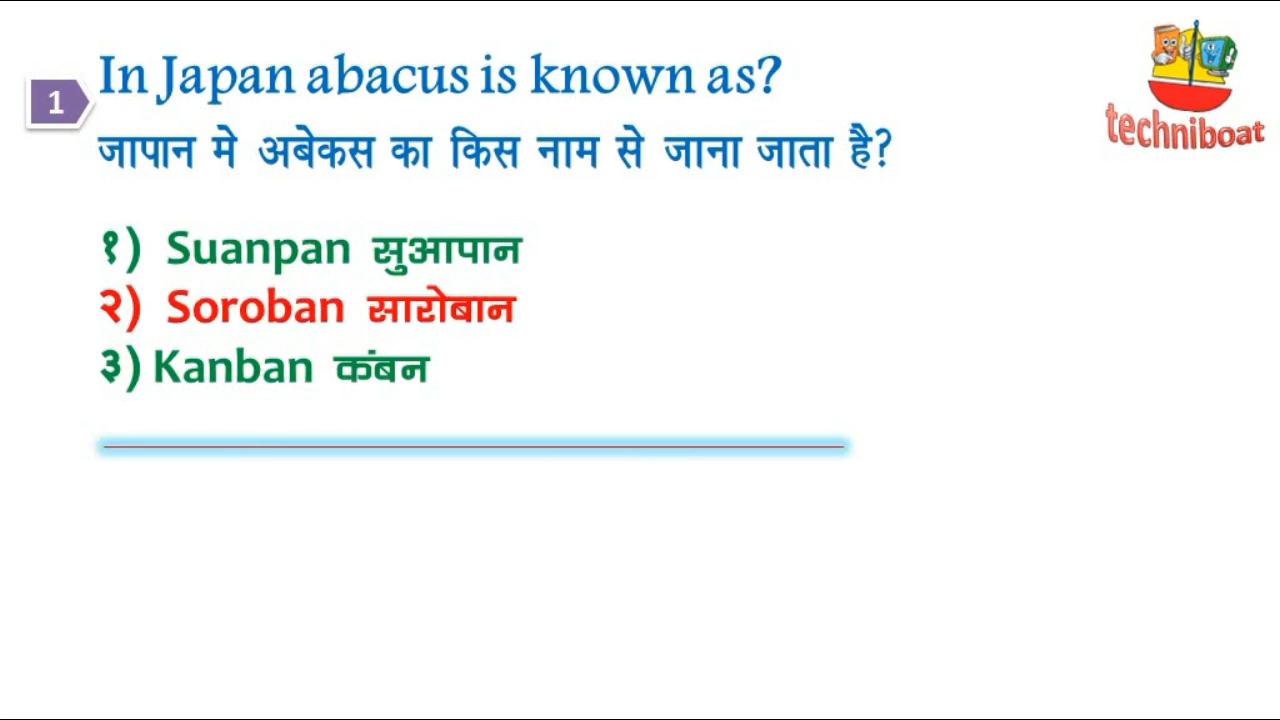 1
In Japan abacus is known as?
जापान मे अबेकस का किस नाम से जाना जाता है?
१) Suanpan सुआपान
२) Soroban सारोबान
३) Kanban कंबन
techniboat